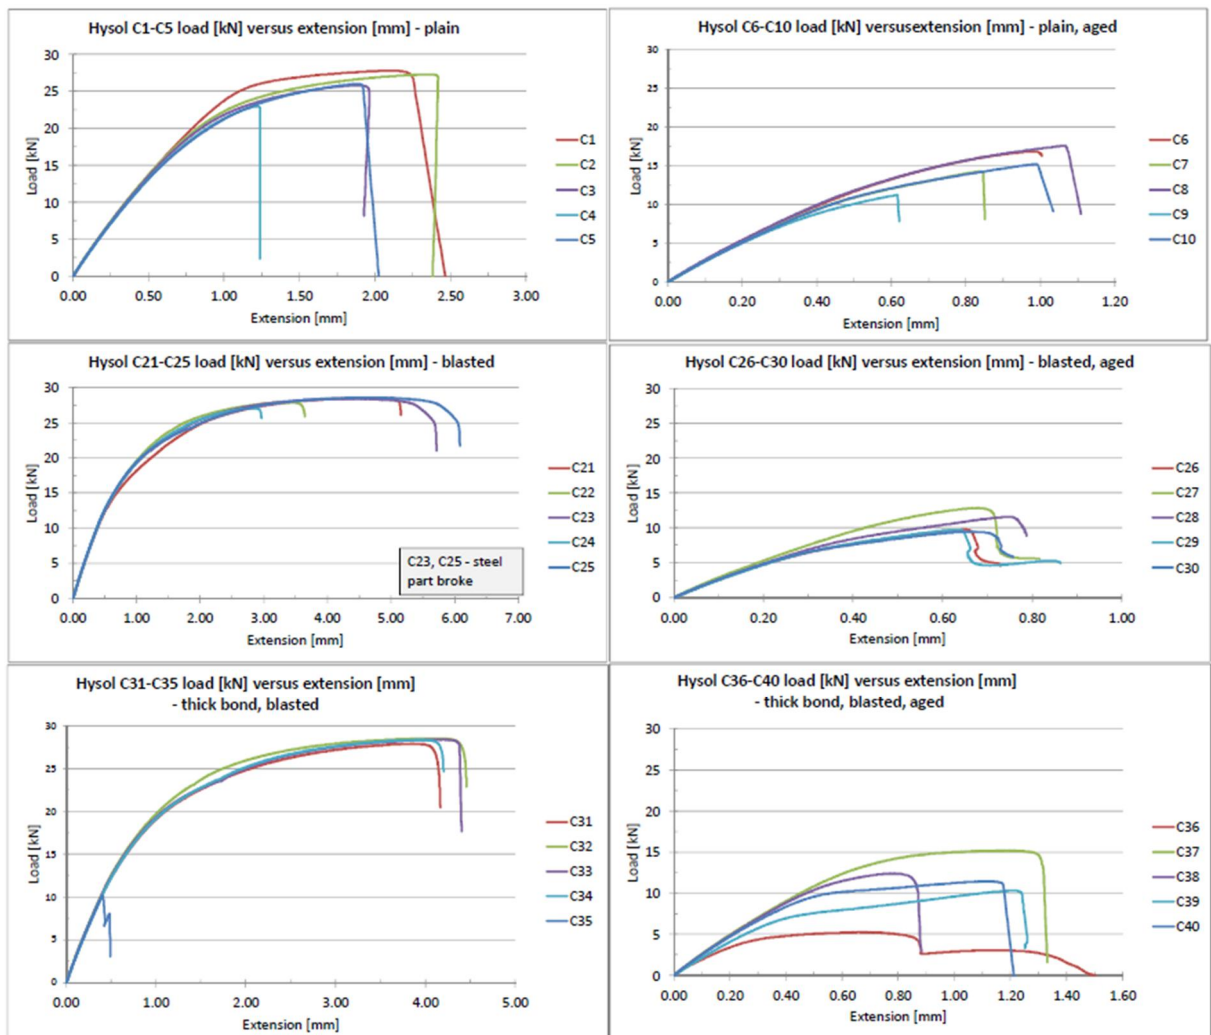 Hysol C1-C5 load [kN] versus extension [mm] - plain
30
25
20
15
10
5
0
Load [kN]
0.00 0.50 1.00 1.50 2.00 2.50 3.00
Extension [mm]
C1
C2
C3
C4
C5
Hysol C6-C10 load [kN] versusextension [mm] - plain, aged
30
25
20
15
10
5
0
Load [kN]
0.00 0.20 0.40 0.60 0.80 1.00 1.20
Extension [mm]
C6
C7
C8
C9
C10
Hysol C21-C25 load [kN] versus extension [mm] - blasted
30
25
20
15
10
5
0
Load [kN]
0.00 1.00 2.00 3.00 4.00 5.00 6.00 7.00
Extension [mm]
C21
C22
C23
C24
C25
C23, C25 - steel
part broke
Hysol C26-C30 load [kN] versus extension [mm] - blasted, aged
30
25
20
15
10
5
0
Load [kN]
0.00 0.20 0.40 0.60 0.80 1.00
Extension [mm]
C26
C27
C28
C29
C30
Hysol C31-C35 load [kN] versus extension [mm]
- thick bond, blasted
30
25
20
15
10
5
0
Load [kN]
0.00 1.00 2.00 3.00 4.00 5.00
Extension [mm]
C31
C32
C33
C34
C35
Hysol C36-C40 load [kN] versus extension [mm]
- thick bond, blasted, aged
30
25
20
15
10
5
0
Load [kN]
0.00 0.20 0.40 0.60 0.80 1.00 1.20 1.40 1.60
Extension [mm]
C36
C37
C38
C39
C40